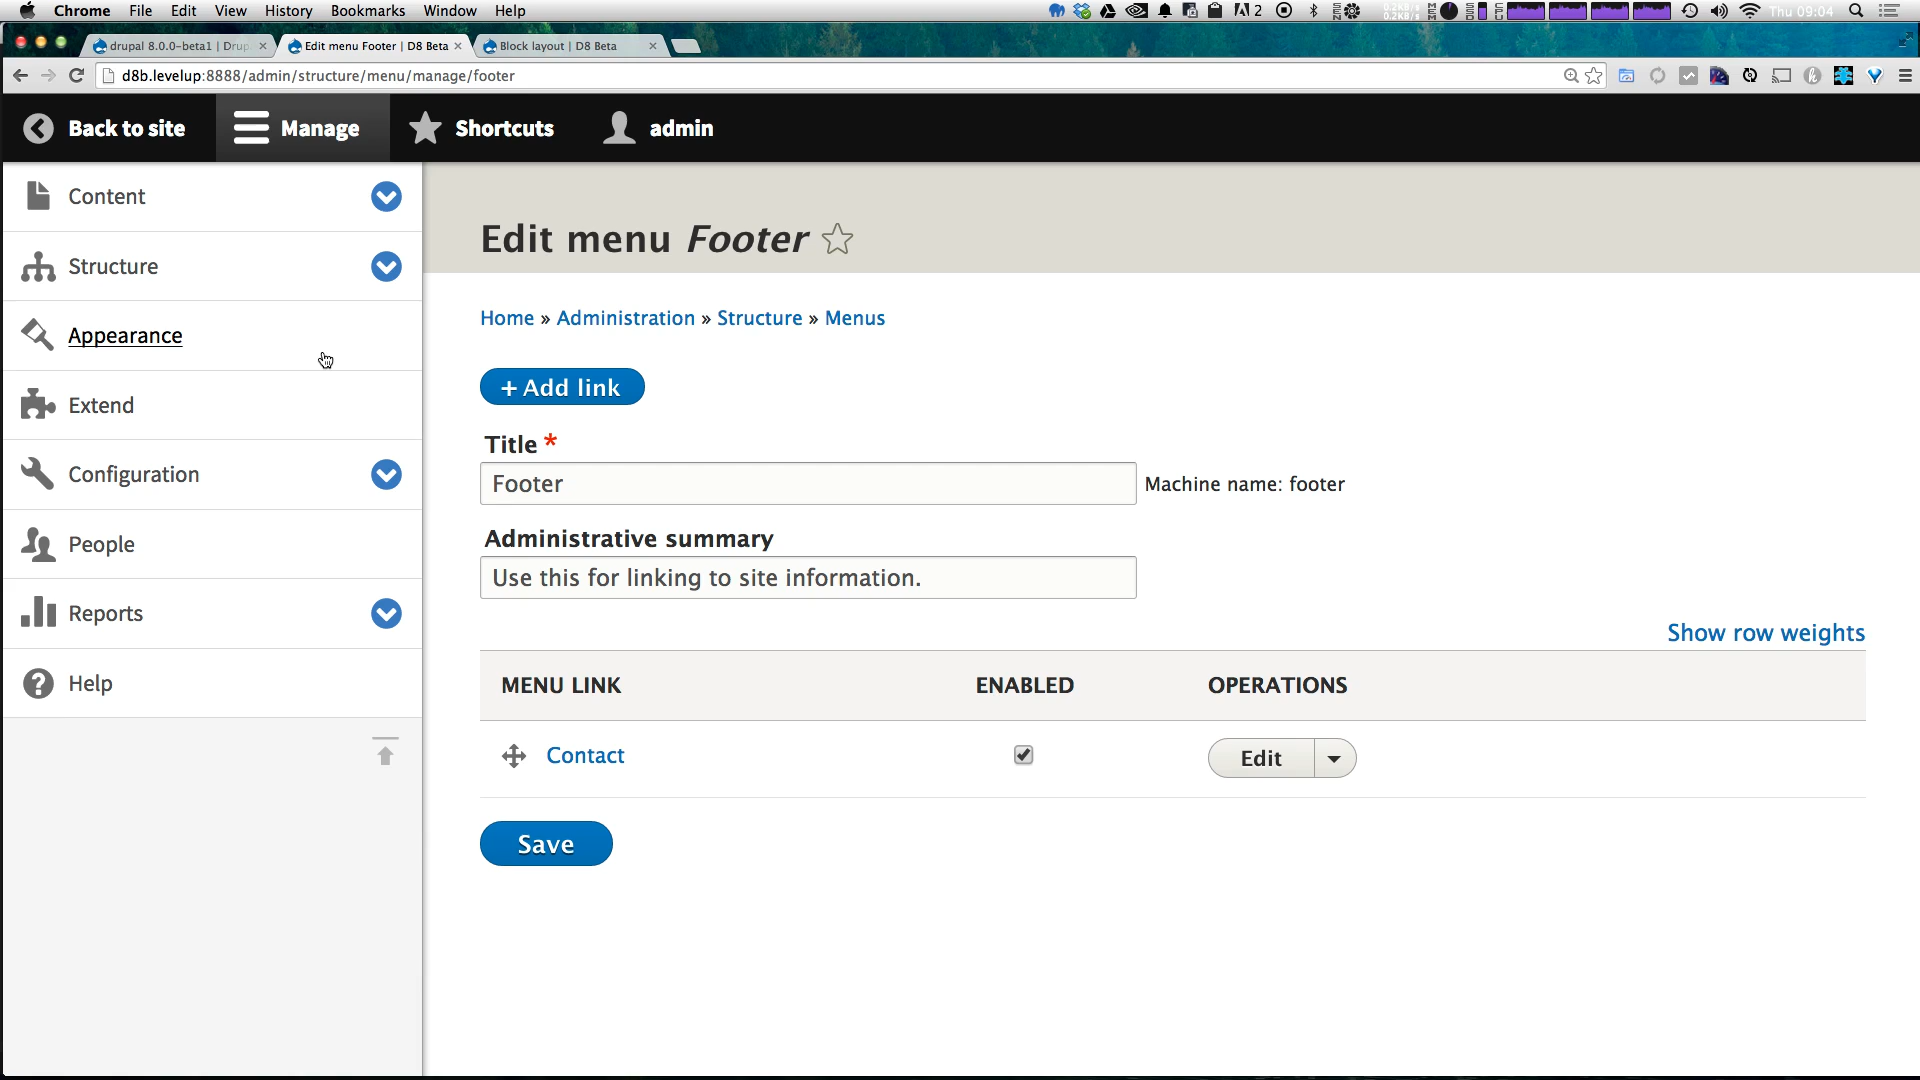 Chrome File Edit View History Bookmarks Window Help
2 Thu 09:04
drupal 8.0.0-beta1 | Drup
Edit menu Footer | D8 Beta
Block layout | D8 Beta
d8b.levelup:8888/admin/structure/menu/manage/footer
Back to site
Manage
Shortcuts
admin
Content
Structure
Appearance
Extend
Configuration
People
Reports
Help
Edit menu Footer
Home » Administration » Structure » Menus
+ Add link
Title *
Footer
Machine name: footer
Administrative summary
Use this for linking to site information.
Show row weights
MENU LINK ENABLED OPERATIONS
Contact
Edit
Save